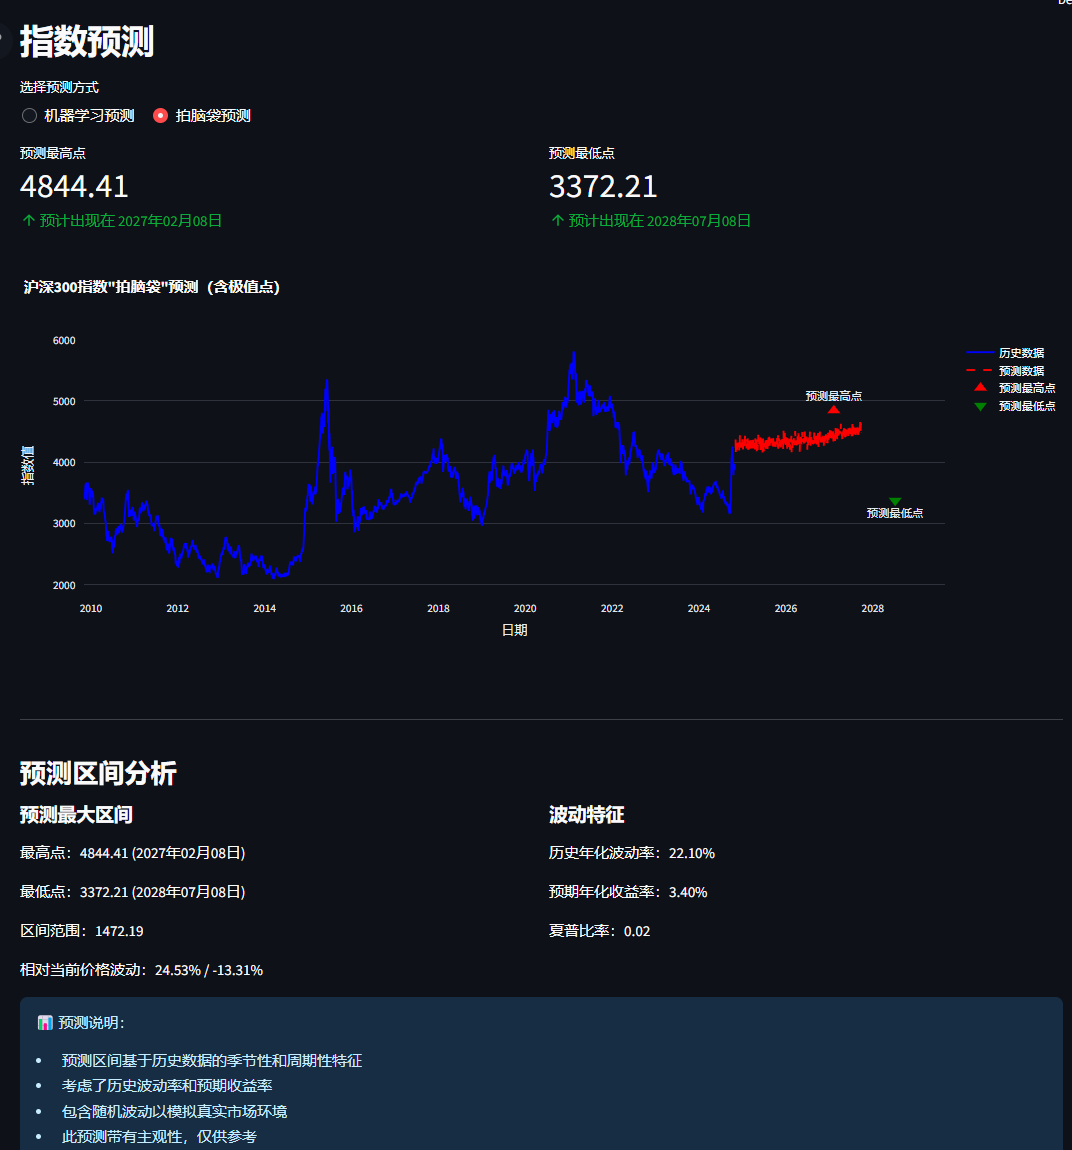 De
指数预测
选择预测方式
机器学习预测 拍脑袋预测
预测最高点 预测最低点
4844.41 3372.21
↑ 预计出现在 2027年02月08日 ↑ 预计出现在 2028年07月08日
沪深300指数"拍脑袋"预测（含极值点）
6000
5000
4000
3000
2000
指数值
2010 2012 2014 2016 2018 2020 2022 2024 2026 2028
日期
预测最高点
预测最低点
历史数据
预测数据
预测最高点
预测最低点
预测区间分析
预测最大区间 波动特征
最高点：4844.41 (2027年02月08日) 历史年化波动率：22.10%
最低点：3372.21 (2028年07月08日) 预期年化收益率：3.40%
区间范围：1472.19 夏普比率：0.02
相对当前价格波动：24.53% / -13.31%
📊 预测说明：
• 预测区间基于历史数据的季节性和周期性特征
• 考虑了历史波动率和预期收益率
• 包含随机波动以模拟真实市场环境
• 此预测带有主观性，仅供参考